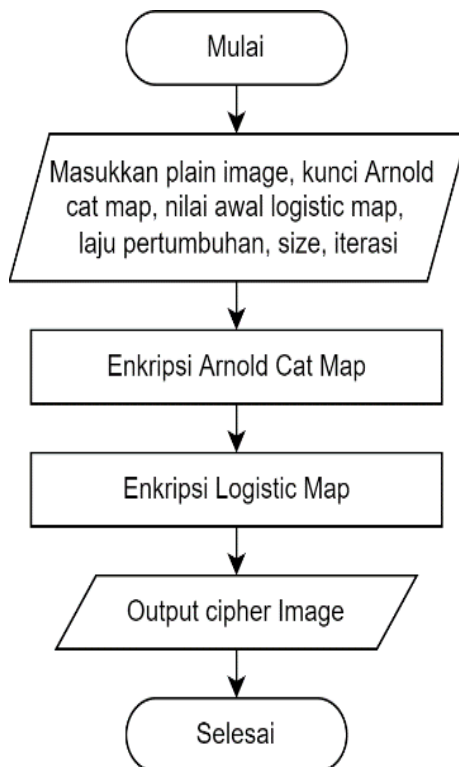 Mulai
Masukkan plain image, kunci Arnold
cat map, nilai awal logistic map,
laju pertumbuhan, size, iterasi
Enkripsi Arnold Cat Map
Enkripsi Logistic Map
Output cipher Image
Selesai